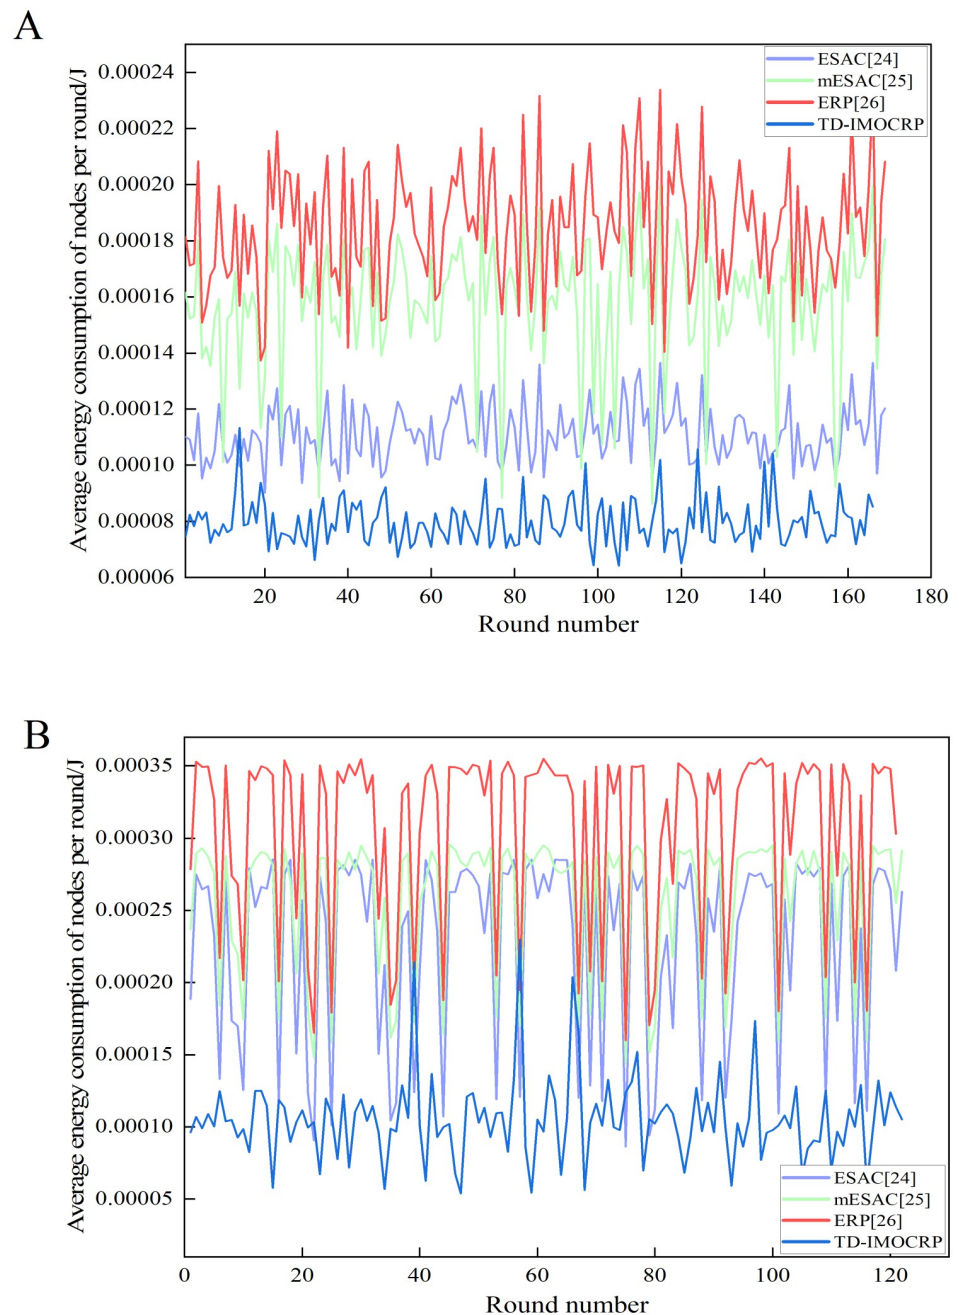 A
Average energy consumption of nodes per round/J
0.00024
0.00022
0.00020
0.00018
0.00016
0.00014
0.00012
0.00010
0.00008
0.00006
ESAC[24]
mESAC[25]
ERP[26]
TD-IMOCRP
20 40 60 80 100 120 140 160 180
Round number
B
Average energy consumption of nodes per round/J
0.00035
0.00030
0.00025
0.00020
0.00015
0.00010
0.00005
ESAC[24]
mESAC[25]
ERP[26]
TD-IMOCRP
0 20 40 60 80 100 120
Round number